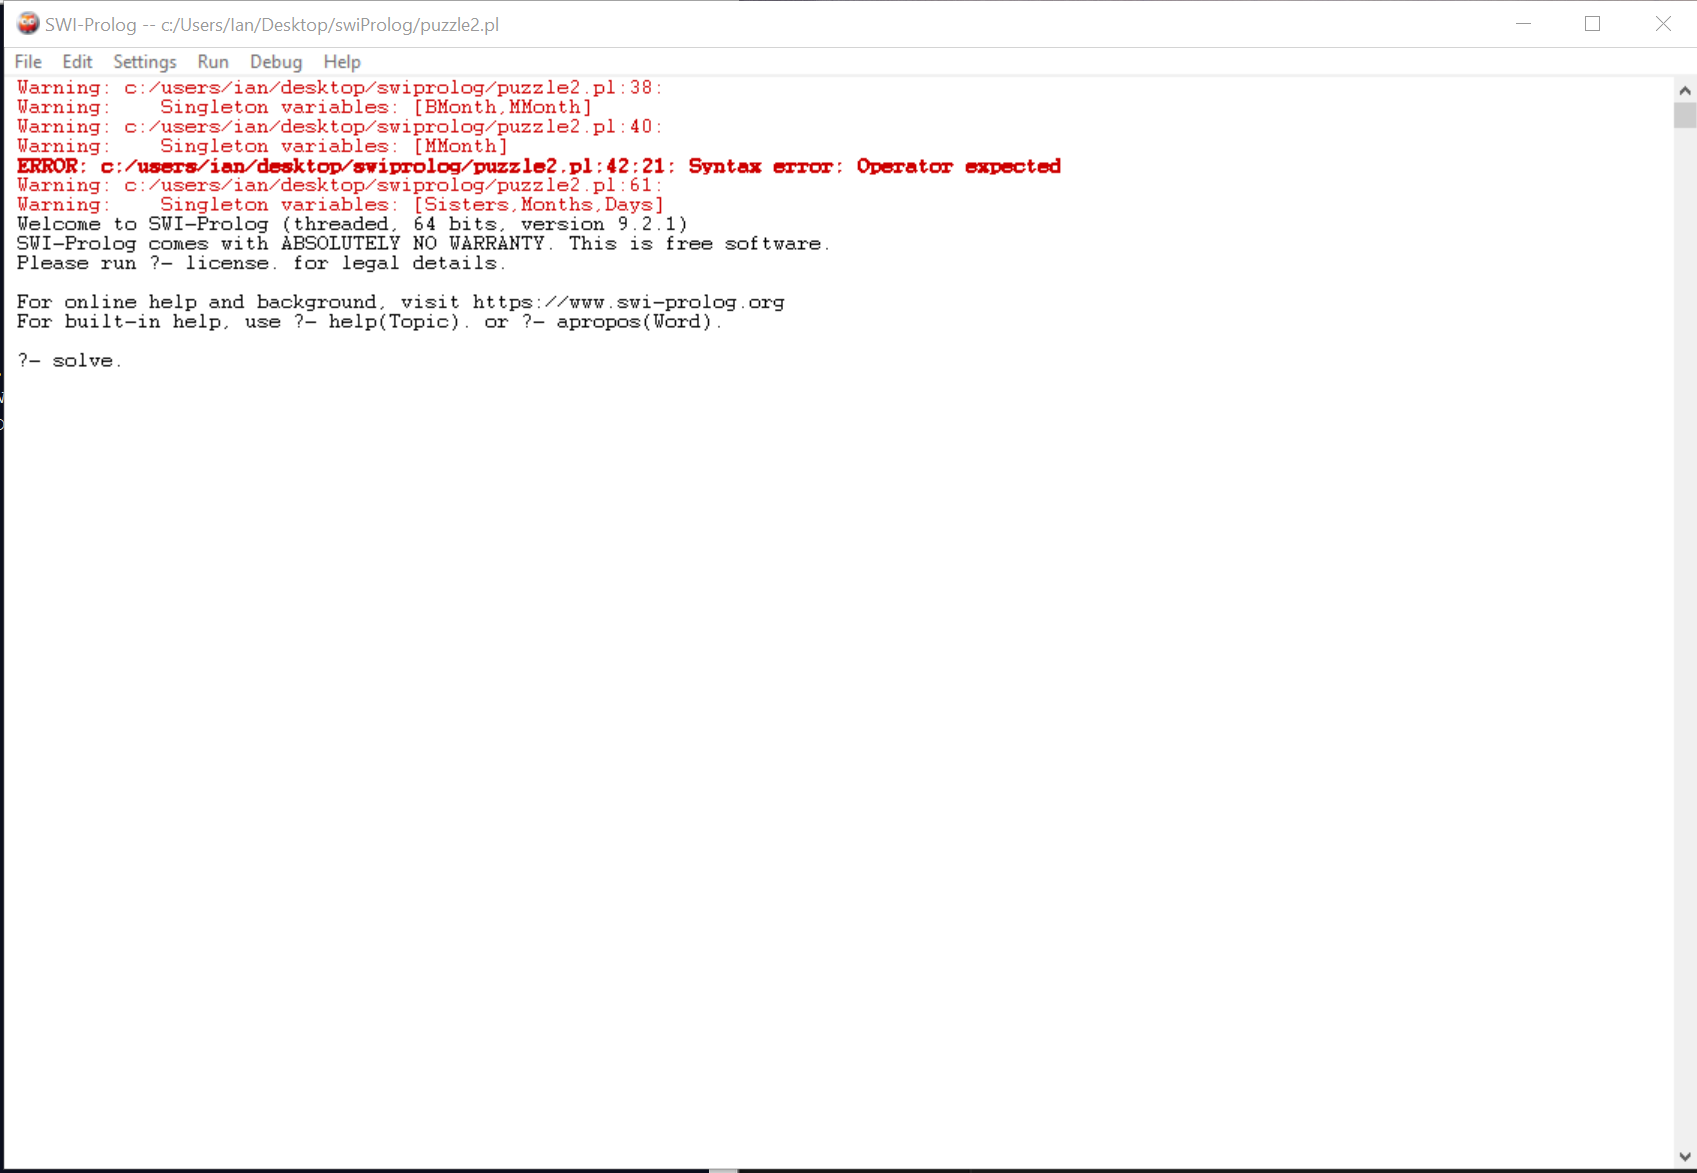 SWI-Prolog -- c:/Users/Ian/Desktop/swiProlog/puzzle2.pl
File Edit Settings Run Debug Help
Warning: c:/users/ian/desktop/swiprolog/puzzle2.pl:38:
Warning:    Singleton variables: [BMonth,MMonth]
Warning: c:/users/ian/desktop/swiprolog/puzzle2.pl:40:
Warning:    Singleton variables: [MMonth]
ERROR: c:/users/ian/desktop/swiprolog/puzzle2.pl:42:21: Syntax error: Operator expected
Warning: c:/users/ian/desktop/swiprolog/puzzle2.pl:61:
Warning:    Singleton variables: [Sisters,Months,Days]
Welcome to SWI-Prolog (threaded, 64 bits, version 9.2.1)
SWI-Prolog comes with ABSOLUTELY NO WARRANTY. This is free software.
Please run ?- license. for legal details.
For online help and background, visit https://www.swi-prolog.org
For built-in help, use ?- help(Topic). or ?- apropos(Word).
?- solve.